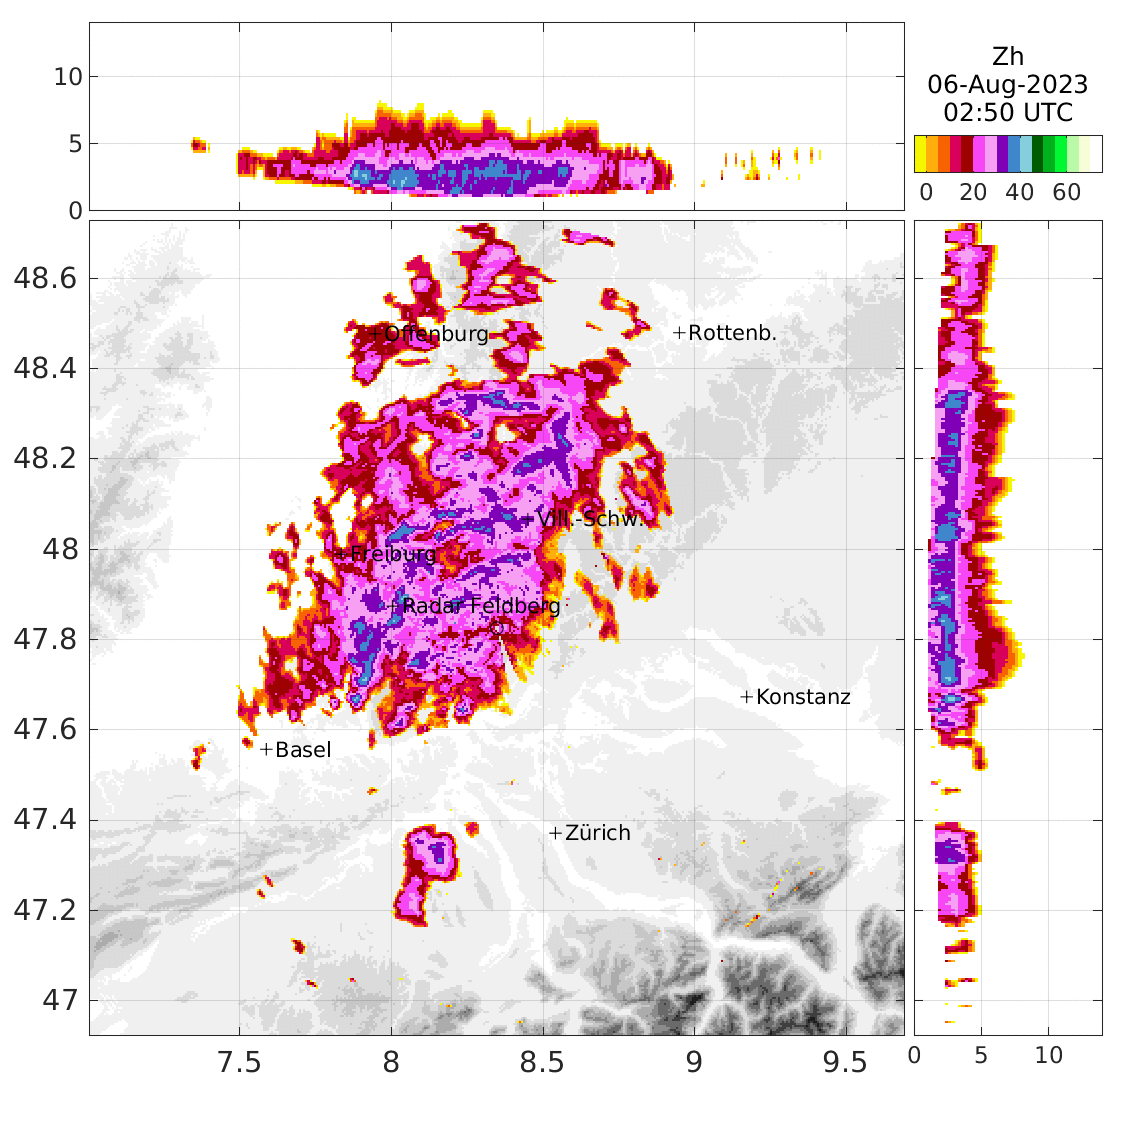 10
5
0
Zh
06-Aug-2023
02:50 UTC
0 20 40 60
48.6
48.4
48.2
48
47.8
47.6
47.4
47.2
47
+Offenburg
+Rottenb.
+Vill.-Schw.
+Freiburg
+Radar Feldberg
+Konstanz
+Basel
+Zürich
7.5 8 8.5 9 9.5
0 5 10